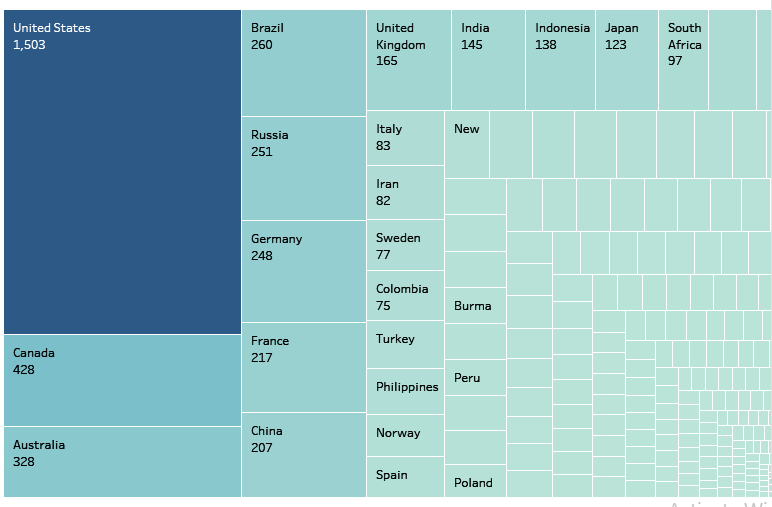 United States
1,503
Canada
428
Australia
328
Brazil
260
Russia
251
Germany
248
France
217
China
207
United
Kingdom
165
India
145
Indonesia
138
Japan
123
South
Africa
97
Italy
83
Iran
82
Sweden
77
Colombia
75
Turkey
Philippines
Norway
Spain
New
Burma
Peru
Poland